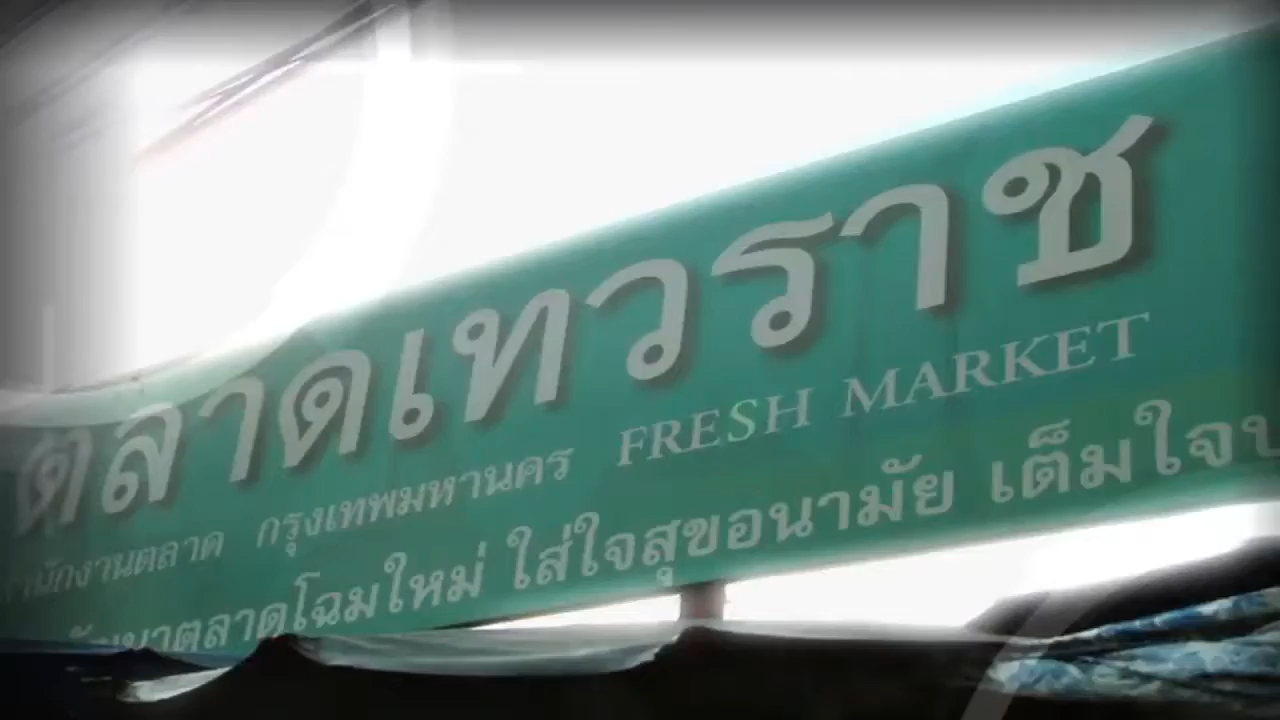 ตลาดเทวราช
สำนักงานตลาด กรุงเทพมหานคร FRESH MARKET
ตลาดโฉมใหม่ ใส่ใจสุขอนามัย เต็มใจ